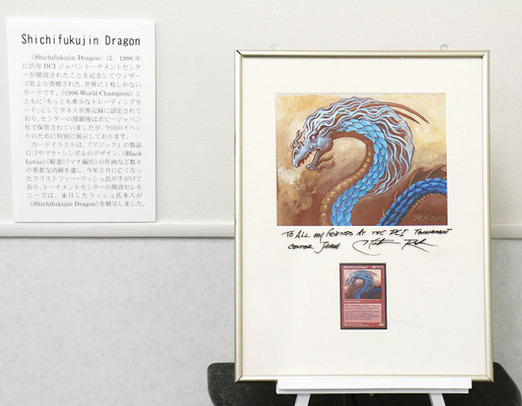 Shichifukujin Dragon
《Shichifukujin Dragon》は、1996年
に渋谷DCIジャパントーナメントセンタ
ーが開設されたことを記念してウィザー
ズ社より寄贈された、世界に1枚しかない
カードです。《1996 World Champion》と
ともに「もっとも希少なトレーディングカ
ード」としてギネス世界記録に認定されて
おり、センターの閉鎖後はホビージャパン
社で保管されていましたが、今回のイベン
トのために特別に展示しております。
カードイラストは、『マジック』の製品
ロゴやマナ・シンボルのデザイン、《Black
Lotus》《稲妻》《マナ漏出》の作画など数々
の重要な功績を遺し、今年2月に亡くなっ
たクリストファー・ラッシュ氏が手がけて
おり、トーナメントセンターの開設セレモ
ニーでは、来日したラッシュ氏本人が
《Shichifukujin Dragon》を贈呈しました。
TO ALL MY FRIENDS AT THE DCI TOURNAMENT
CENTER JAPAN
Shichifukujin Dragon